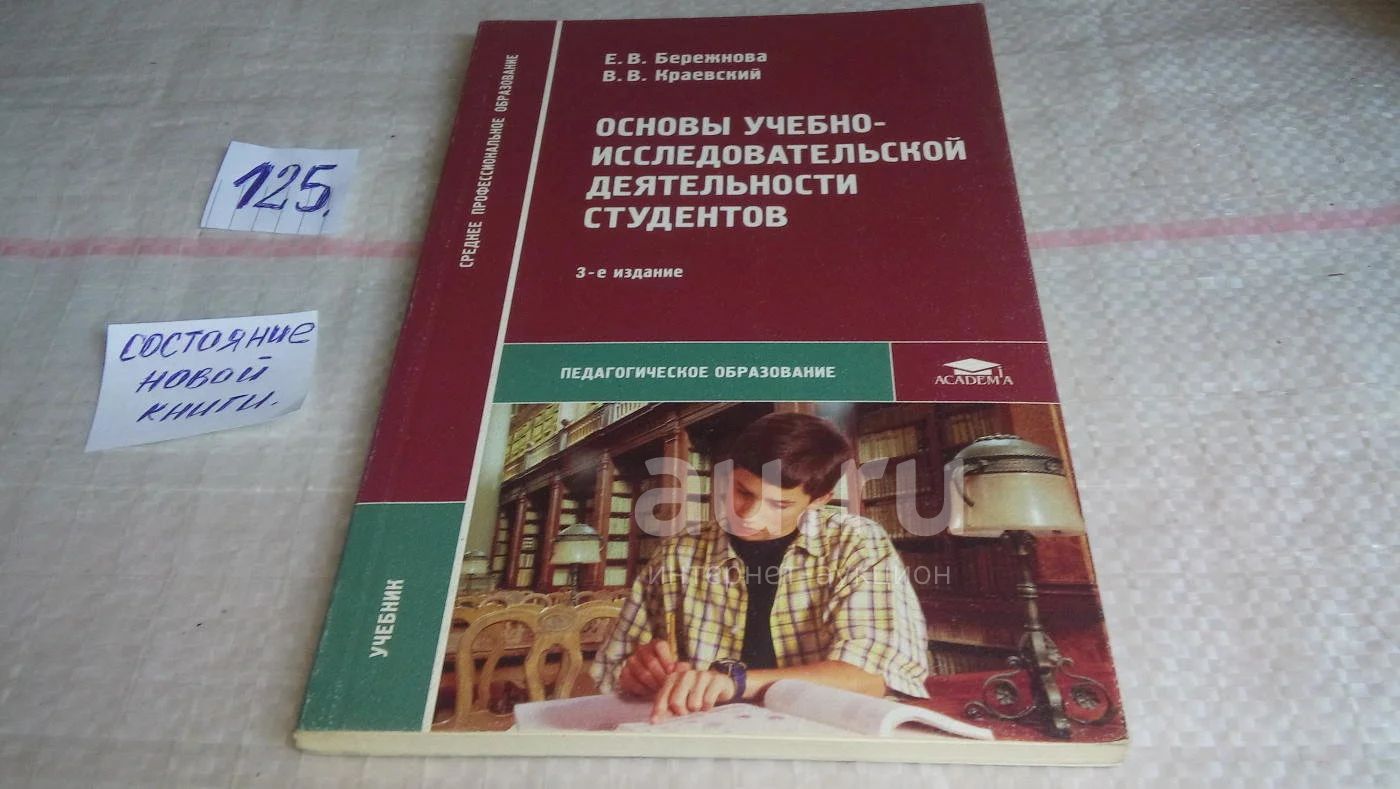 125.
состояние
новой
книги.
СРЕДНЕЕ ПРОФЕССИОНАЛЬНОЕ ОБРАЗОВАНИЕ
УЧЕБНИК
Е. В. Бережнова
В. В. Краевский
ОСНОВЫ УЧЕБНО-
ИССЛЕДОВАТЕЛЬСКОЙ
ДЕЯТЕЛЬНОСТИ
СТУДЕНТОВ
3-е издание
ПЕДАГОГИЧЕСКОЕ ОБРАЗОВАНИЕ
ACADEM'A
au.ru
интернет-аукцион